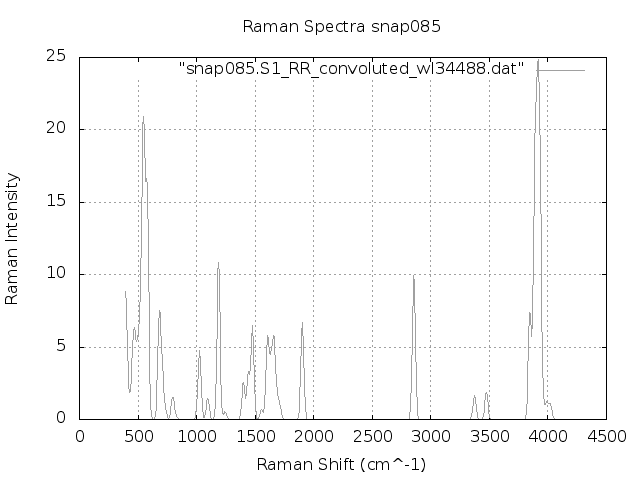 Raman Spectra snap085
"snap085.S1_RR_convoluted_wl34488.dat"
25
20
15
10
5
0
Raman Intensity
0 500 1000 1500 2000 2500 3000 3500 4000 4500
Raman Shift (cm^-1)